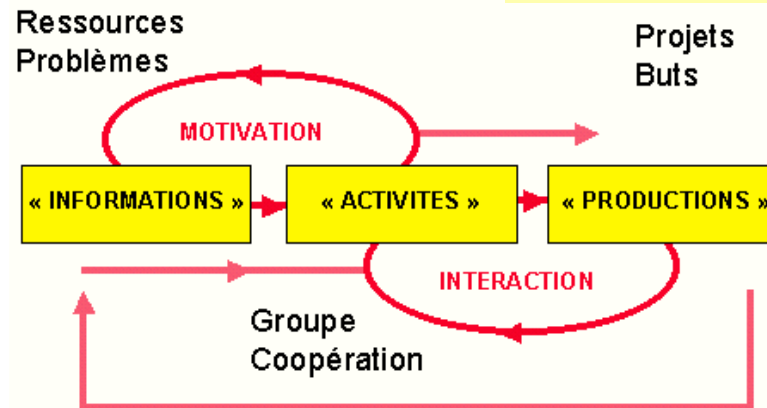 Ressources
Problèmes
Projets
Buts
MOTIVATION
« INFORMATIONS »
« ACTIVITES »
« PRODUCTIONS »
INTERACTION
Groupe
Coopération